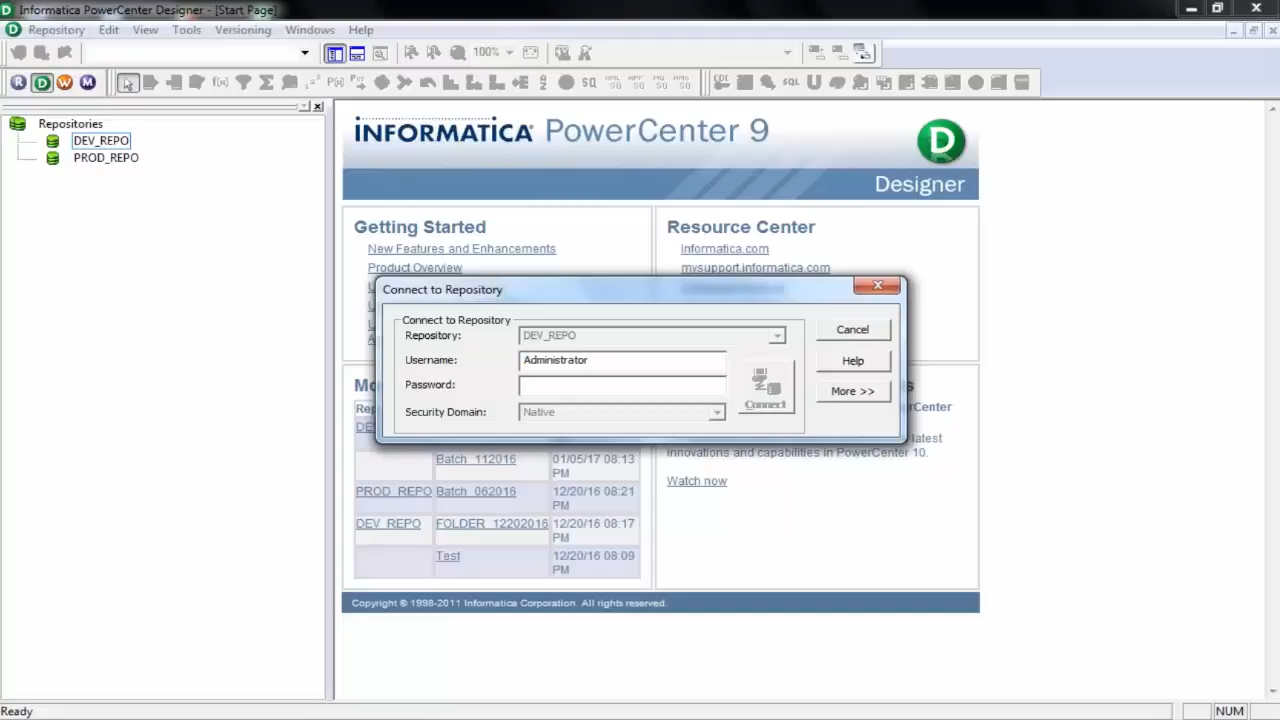 Informatica PowerCenter Designer - [Start Page]
Repository Edit View Tools Versioning Windows Help
100%
R D W M
f(x) SQ
SQL
Repositories
DEV_REPO
PROD_REPO
INFORMATICA PowerCenter 9
D
Designer
Getting Started
New Features and Enhancements
Product Overview
Resource Center
informatica.com
mysupport.informatica.com
Connect to Repository
Connect to Repository
Repository: DEV_REPO
Username: Administrator
Password:
Security Domain: Native
Connect
Cancel
Help
More >>
Batch_112016 01/05/17 08:13 PM
PROD_REPO Batch_062016 12/20/16 08:21 PM
DEV_REPO FOLDER_12202016 12/20/16 08:17 PM
Test 12/20/16 08:09 PM
latest
innovations and capabilities in PowerCenter 10.
Watch now
Copyright © 1998-2011 Informatica Corporation. All rights reserved.
Ready
NUM